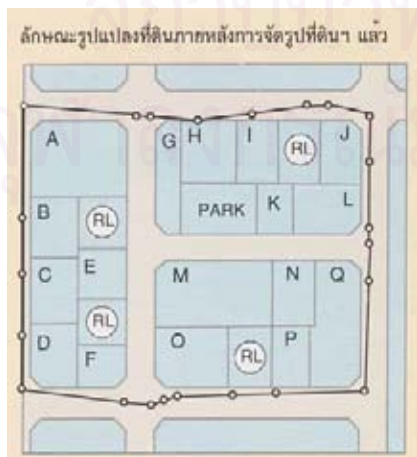 ลักษณะรูปแปลงที่ดินภายหลังการจัดรูปที่ดินฯ แล้ว
A
G H I RL J
B RL
PARK K L
C E
M N Q
RL
D F
O RL P